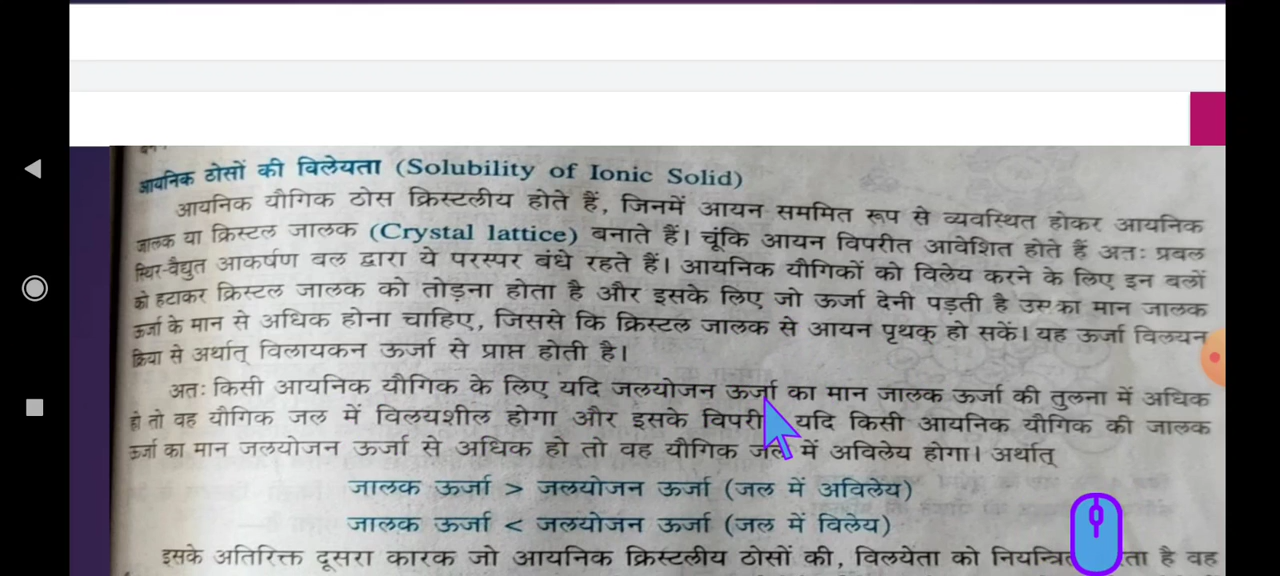 आयनिक ठोसों की विलेयता (Solubility of Ionic Solid)
आयनिक यौगिक ठोस क्रिस्टलीय होते हैं, जिनमें आयन सममित रूप से व्यवस्थित होकर आयनिक
जालक या क्रिस्टल जालक (Crystal lattice) बनाते हैं। चूंकि आयन विपरीत आवेशित होते हैं अतः प्रबल
स्थिर-वैद्युत आकर्षण बल द्वारा ये परस्पर बंधे रहते हैं। आयनिक यौगिकों को विलेय करने के लिए इन बलों
को हटाकर क्रिस्टल जालक को तोड़ना होता है और इसके लिए जो ऊर्जा देनी पड़ती है उसका मान जालक
ऊर्जा के मान से अधिक होना चाहिए, जिससे कि क्रिस्टल जालक से आयन पृथक् हो सकें। यह ऊर्जा विलयन
क्रिया से अर्थात् विलायकन ऊर्जा से प्राप्त होती है।
अतः किसी आयनिक यौगिक के लिए यदि जलयोजन ऊर्जा का मान जालक ऊर्जा की तुलना में अधिक
हो तो वह यौगिक जल में विलयशील होगा और इसके यदि किसी आयनिक यौगिक की जालक
ऊर्जा का मान जलयोजन ऊर्जा से अधिक हो तो वह यौगिक जल में अविलेय होगा। अर्थात्
जालक ऊर्जा > जलयोजन ऊर्जा (जल में अविलेय)
जालक ऊर्जा < जलयोजन ऊर्जा (जल में विलेय)
इसके अतिरिक्त दूसरा कारक जो आयनिक क्रिस्टलीय ठोसों की, विलयेता को है वह